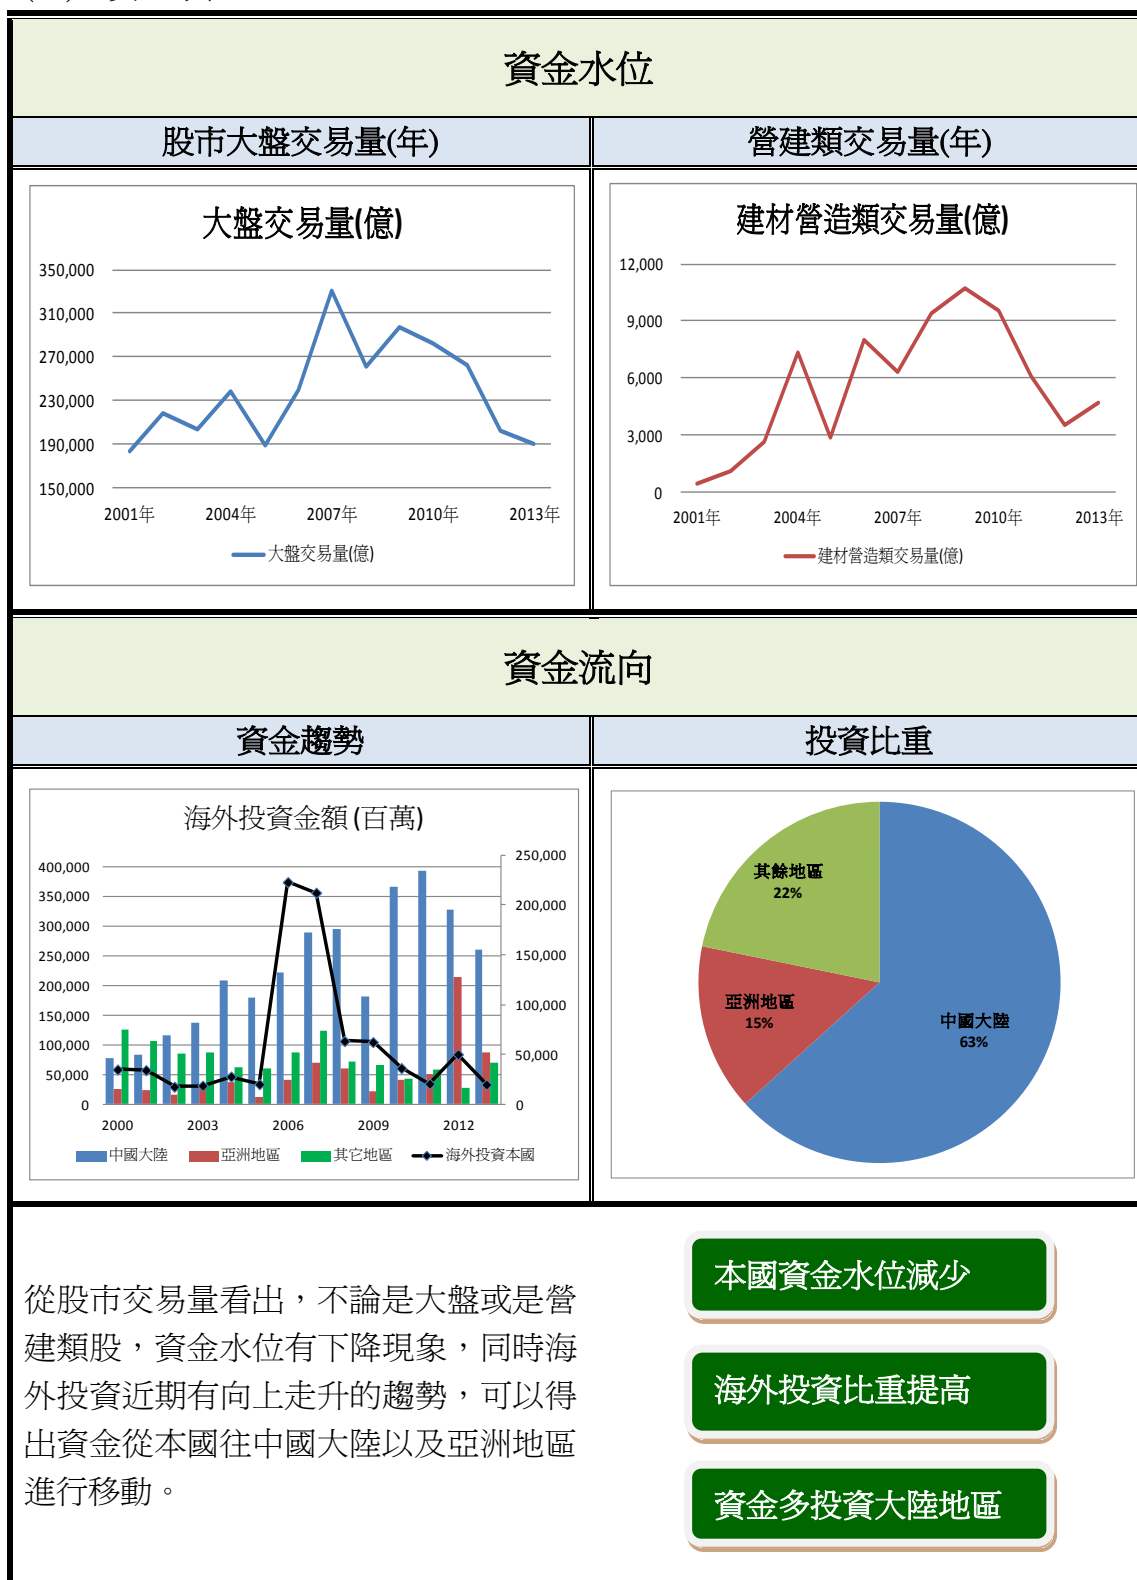 資金水位
股市大盤交易量(年)
營建類交易量(年)
大盤交易量(億)
350,000
310,000
270,000
230,000
190,000
150,000
2001年 2004年 2007年 2010年 2013年
大盤交易量(億)
建材營造類交易量(億)
12,000
9,000
6,000
3,000
0
2001年 2004年 2007年 2010年 2013年
建材營造類交易量(億)
資金流向
資金趨勢
投資比重
海外投資金額 (百萬)
400,000
350,000
300,000
250,000
200,000
150,000
100,000
50,000
0
250,000
200,000
150,000
100,000
50,000
0
2000 2003 2006 2009 2012
中國大陸 亞洲地區 其它地區 海外投資本國
其餘地區
22%
亞洲地區
15%
中國大陸
63%
從股市交易量看出，不論是大盤或是營
建類股，資金水位有下降現象，同時海
外投資近期有向上走升的趨勢，可以得
出資金從本國往中國大陸以及亞洲地區
進行移動。
本國資金水位減少
海外投資比重提高
資金多投資大陸地區